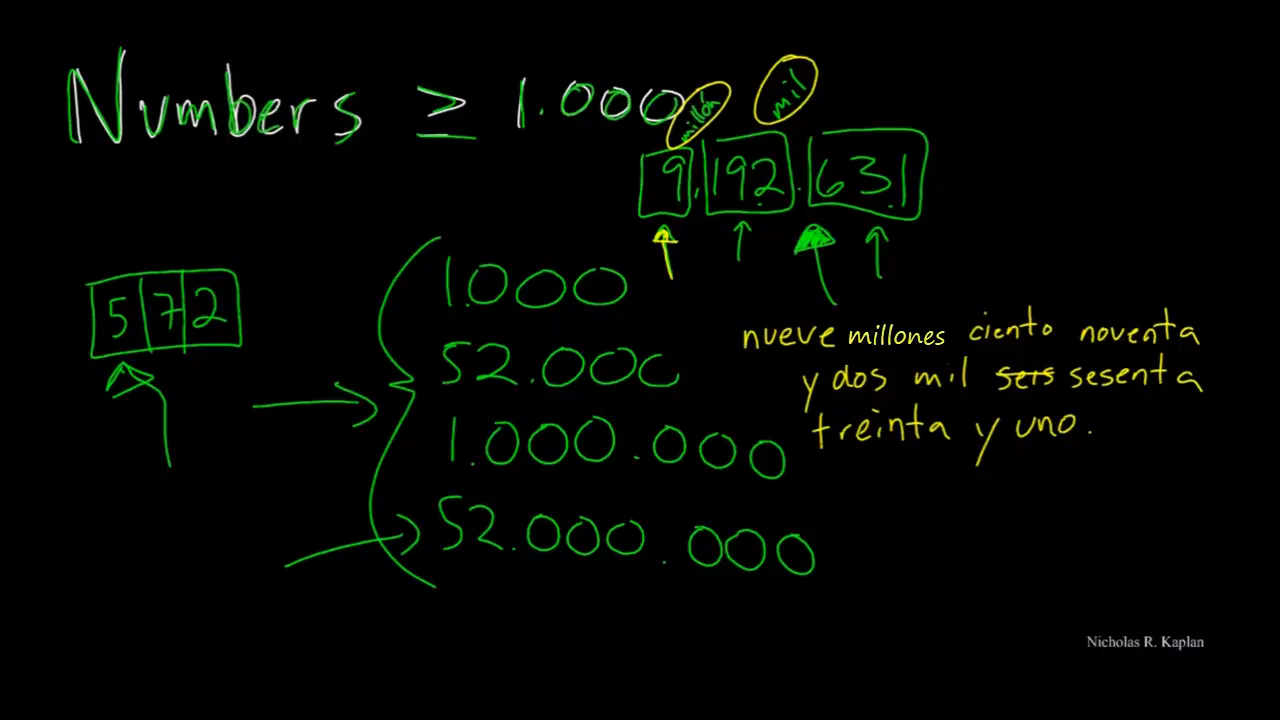 Numbers ≥ 1.000
millón mil
9.192.631
572
1.000
52.000
1.000.000
52.000.000
nueve millones ciento noventa
y dos mil seis sesenta
treinta y uno.
Nicholas R. Kaplan